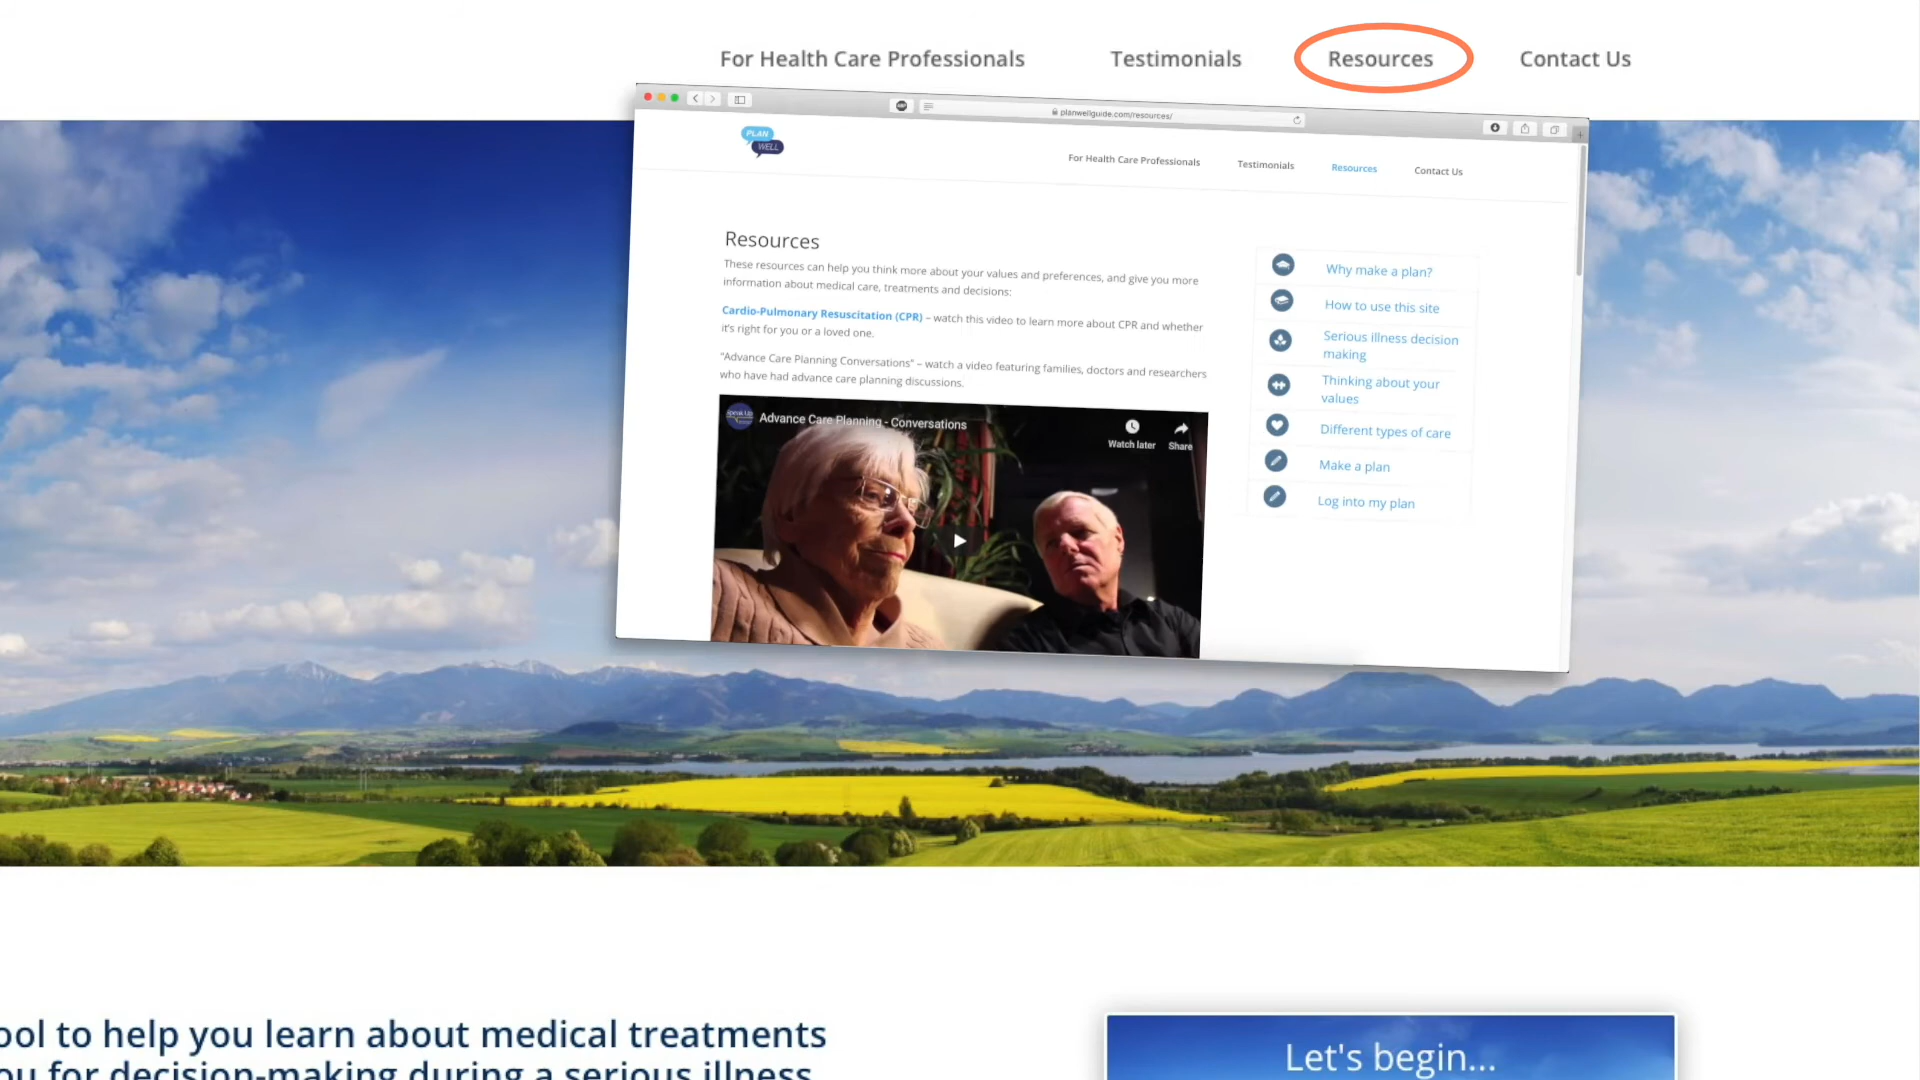 For Health Care Professionals Testimonials Resources Contact Us
planwellguide.com/resources/
PLAN
WELL
For Health Care Professionals Testimonials Resources Contact Us
Resources
These resources can help you think more about your values and preferences, and give you more
information about medical care, treatments and decisions:
Cardio-Pulmonary Resuscitation (CPR) – watch this video to learn more about CPR and whether
it's right for you or a loved one.
"Advance Care Planning Conversations" – watch a video featuring families, doctors and researchers
who have had advance care planning discussions.
Speak Up
Advance Care Planning - Conversations
Watch later
Share
Why make a plan?
How to use this site
Serious illness decision
making
Thinking about your
values
Different types of care
Make a plan
Log into my plan
ool to help you learn about medical treatments
ou for decision-making during a serious illness
Let's begin...